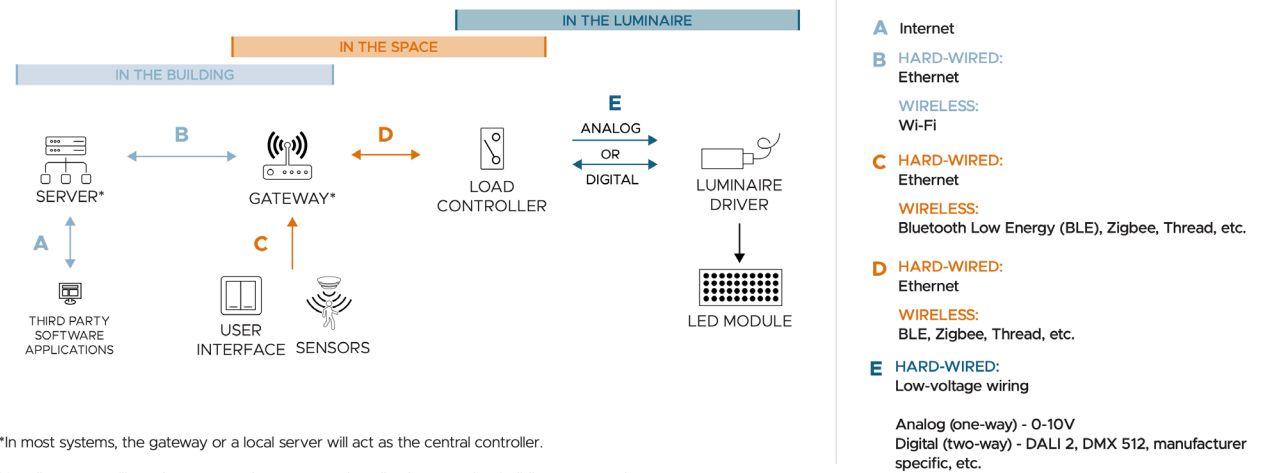 IN THE LUMINAIRE
IN THE SPACE
IN THE BUILDING
B
D
E
ANALOG
OR
DIGITAL
SERVER*
GATEWAY*
LOAD
CONTROLLER
LUMINAIRE
DRIVER
A
C
THIRD PARTY
SOFTWARE
APPLICATIONS
USER
INTERFACE
SENSORS
LED MODULE
*In most systems, the gateway or a local server will act as the central controller.
A Internet
B HARD-WIRED:
Ethernet
WIRELESS:
Wi-Fi
C HARD-WIRED:
Ethernet
WIRELESS:
Bluetooth Low Energy (BLE), Zigbee, Thread, etc.
D HARD-WIRED:
Ethernet
WIRELESS:
BLE, Zigbee, Thread, etc.
E HARD-WIRED:
Low-voltage wiring
Analog (one-way) - 0-10V
Digital (two-way) - DALI 2, DMX 512, manufacturer
specific, etc.